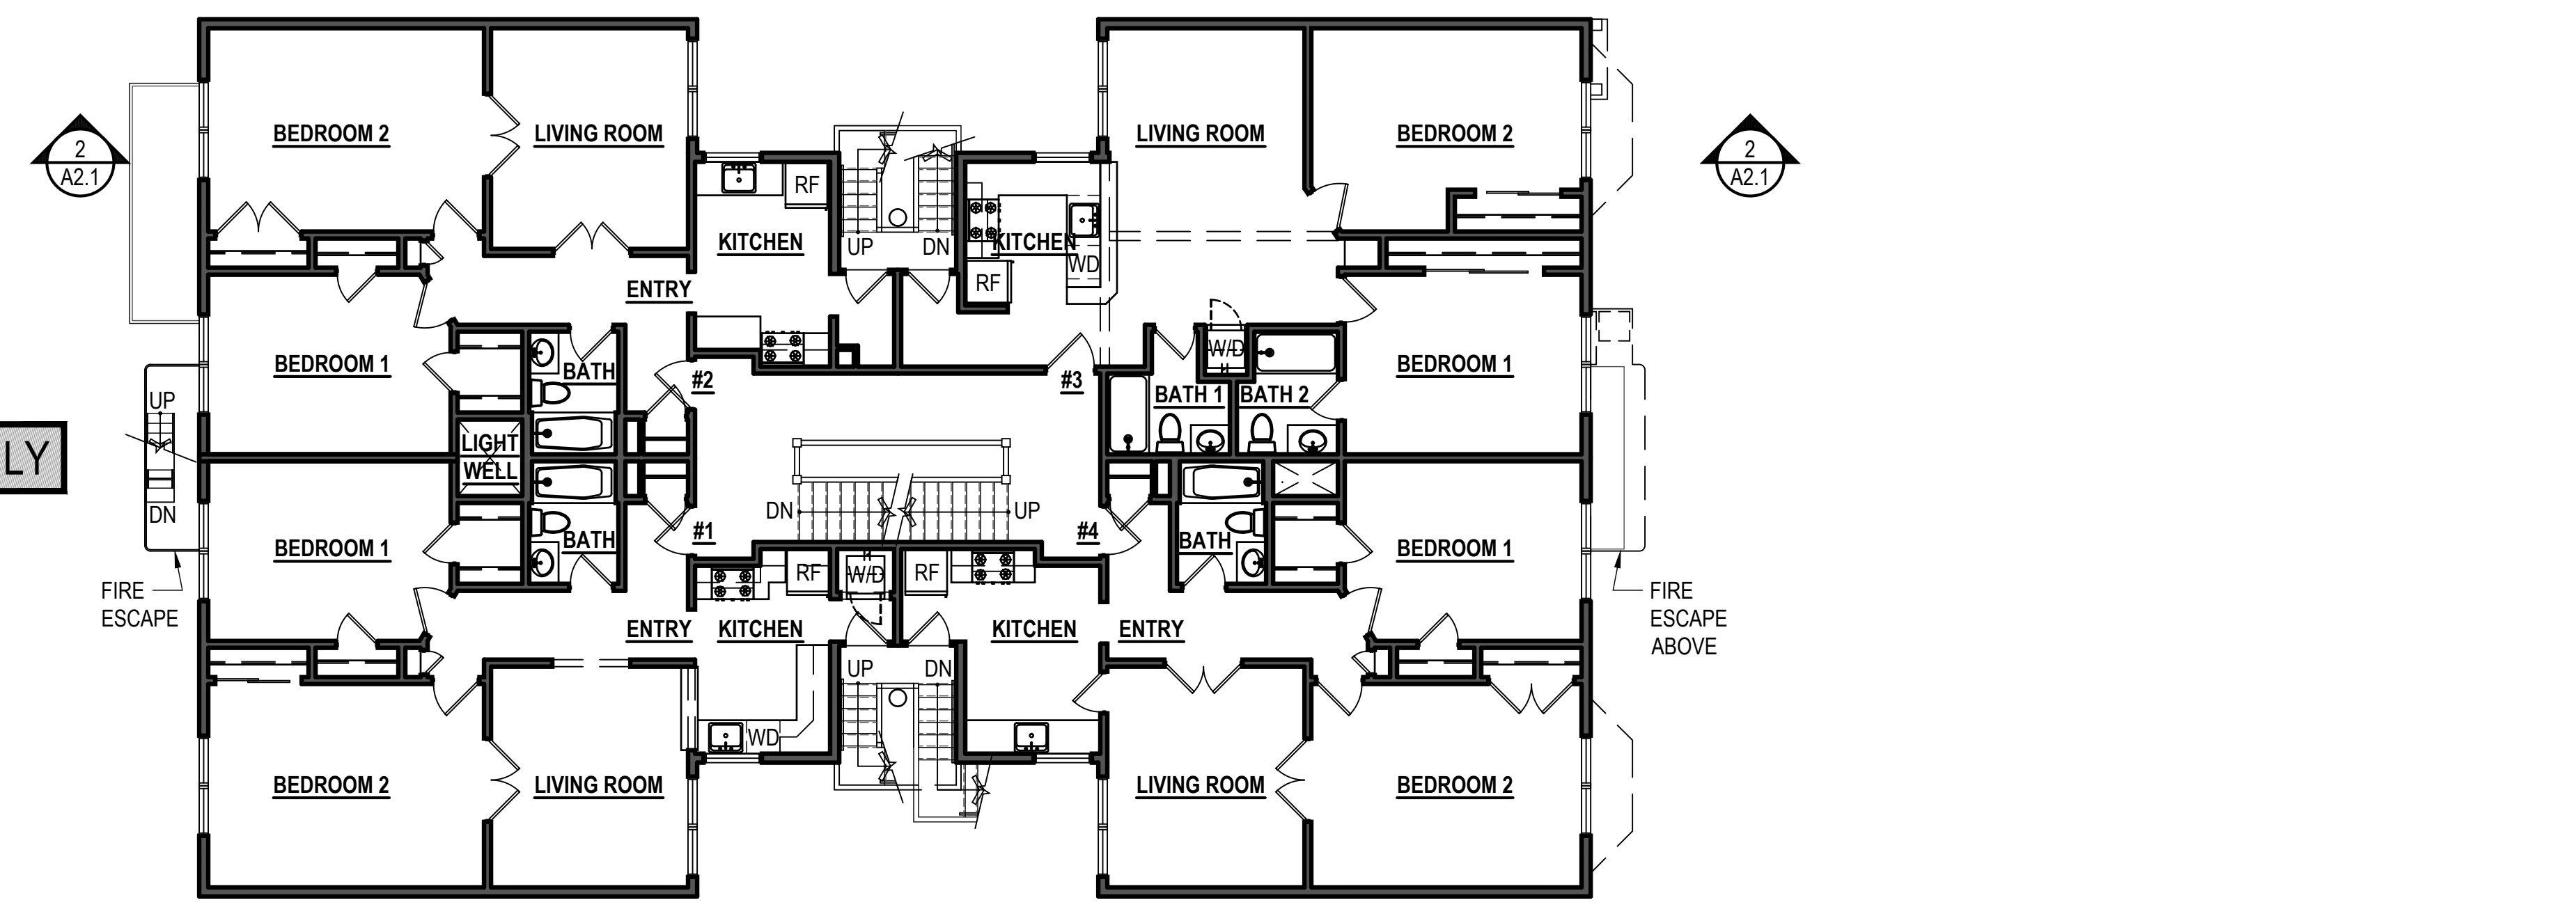 BEDROOM 2
LIVING ROOM
LIVING ROOM
BEDROOM 2
2
A2.1
2
A2.1
RF
KITCHEN
UP
DN
KITCHEN
WD
RF
ENTRY
BEDROOM 1
BATH
#2
#3
W/D
BATH 1
BATH 2
BEDROOM 1
UP
DN
LY
LIGHT
WELL
DN
UP
BEDROOM 1
BATH
#1
#4
BATH
BEDROOM 1
RF
W/D
RF
FIRE
ESCAPE
FIRE
ESCAPE
ABOVE
ENTRY
KITCHEN
KITCHEN
ENTRY
UP
DN
WD
BEDROOM 2
LIVING ROOM
LIVING ROOM
BEDROOM 2